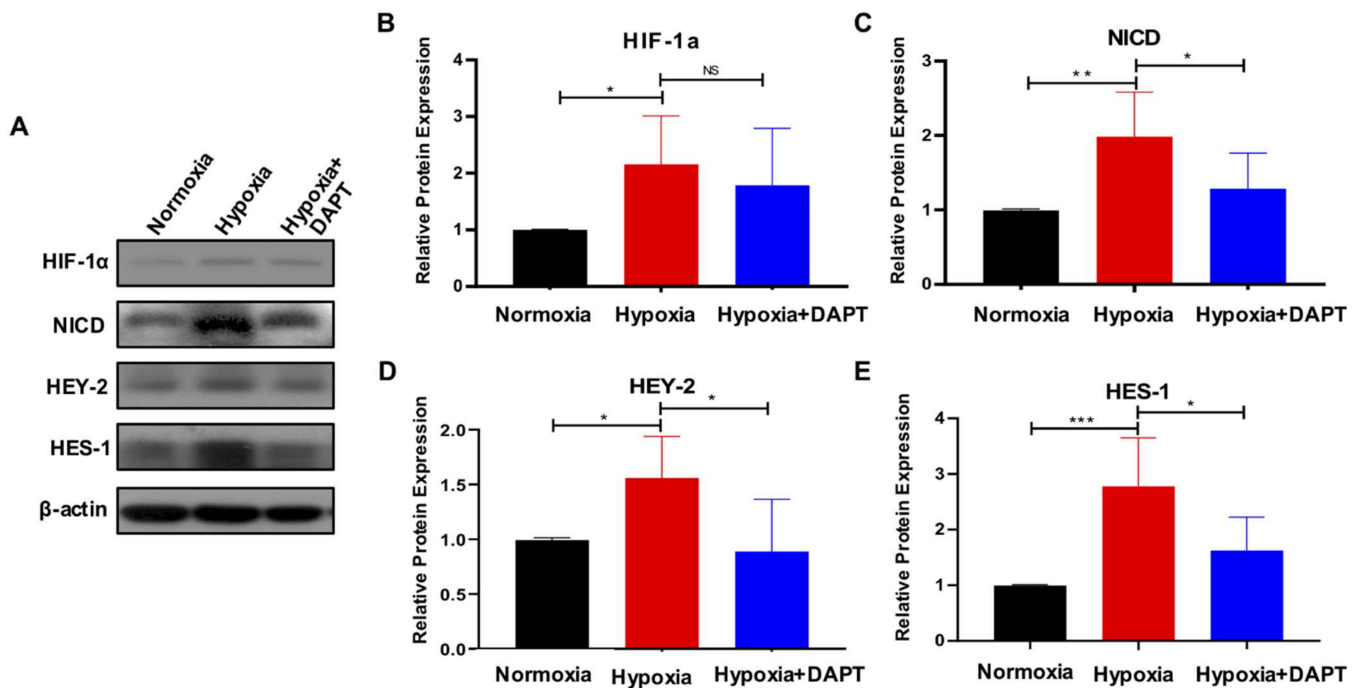 A
Normoxia
Hypoxia
Hypoxia+
DAPT
HIF-1α
NICD
HEY-2
HES-1
β-actin
B
HIF-1a
Relative Protein Expression
4
3
2
1
0
*
NS
Normoxia Hypoxia Hypoxia+DAPT
C
NICD
Relative Protein Expression
3
2
1
0
**
*
Normoxia Hypoxia Hypoxia+DAPT
D
HEY-2
Relative Protein Expression
2.0
1.5
1.0
0.5
0.0
*
*
Normoxia Hypoxia Hypoxia+DAPT
E
HES-1
Relative Protein Expression
4
3
2
1
0
***
*
Normoxia Hypoxia Hypoxia+DAPT